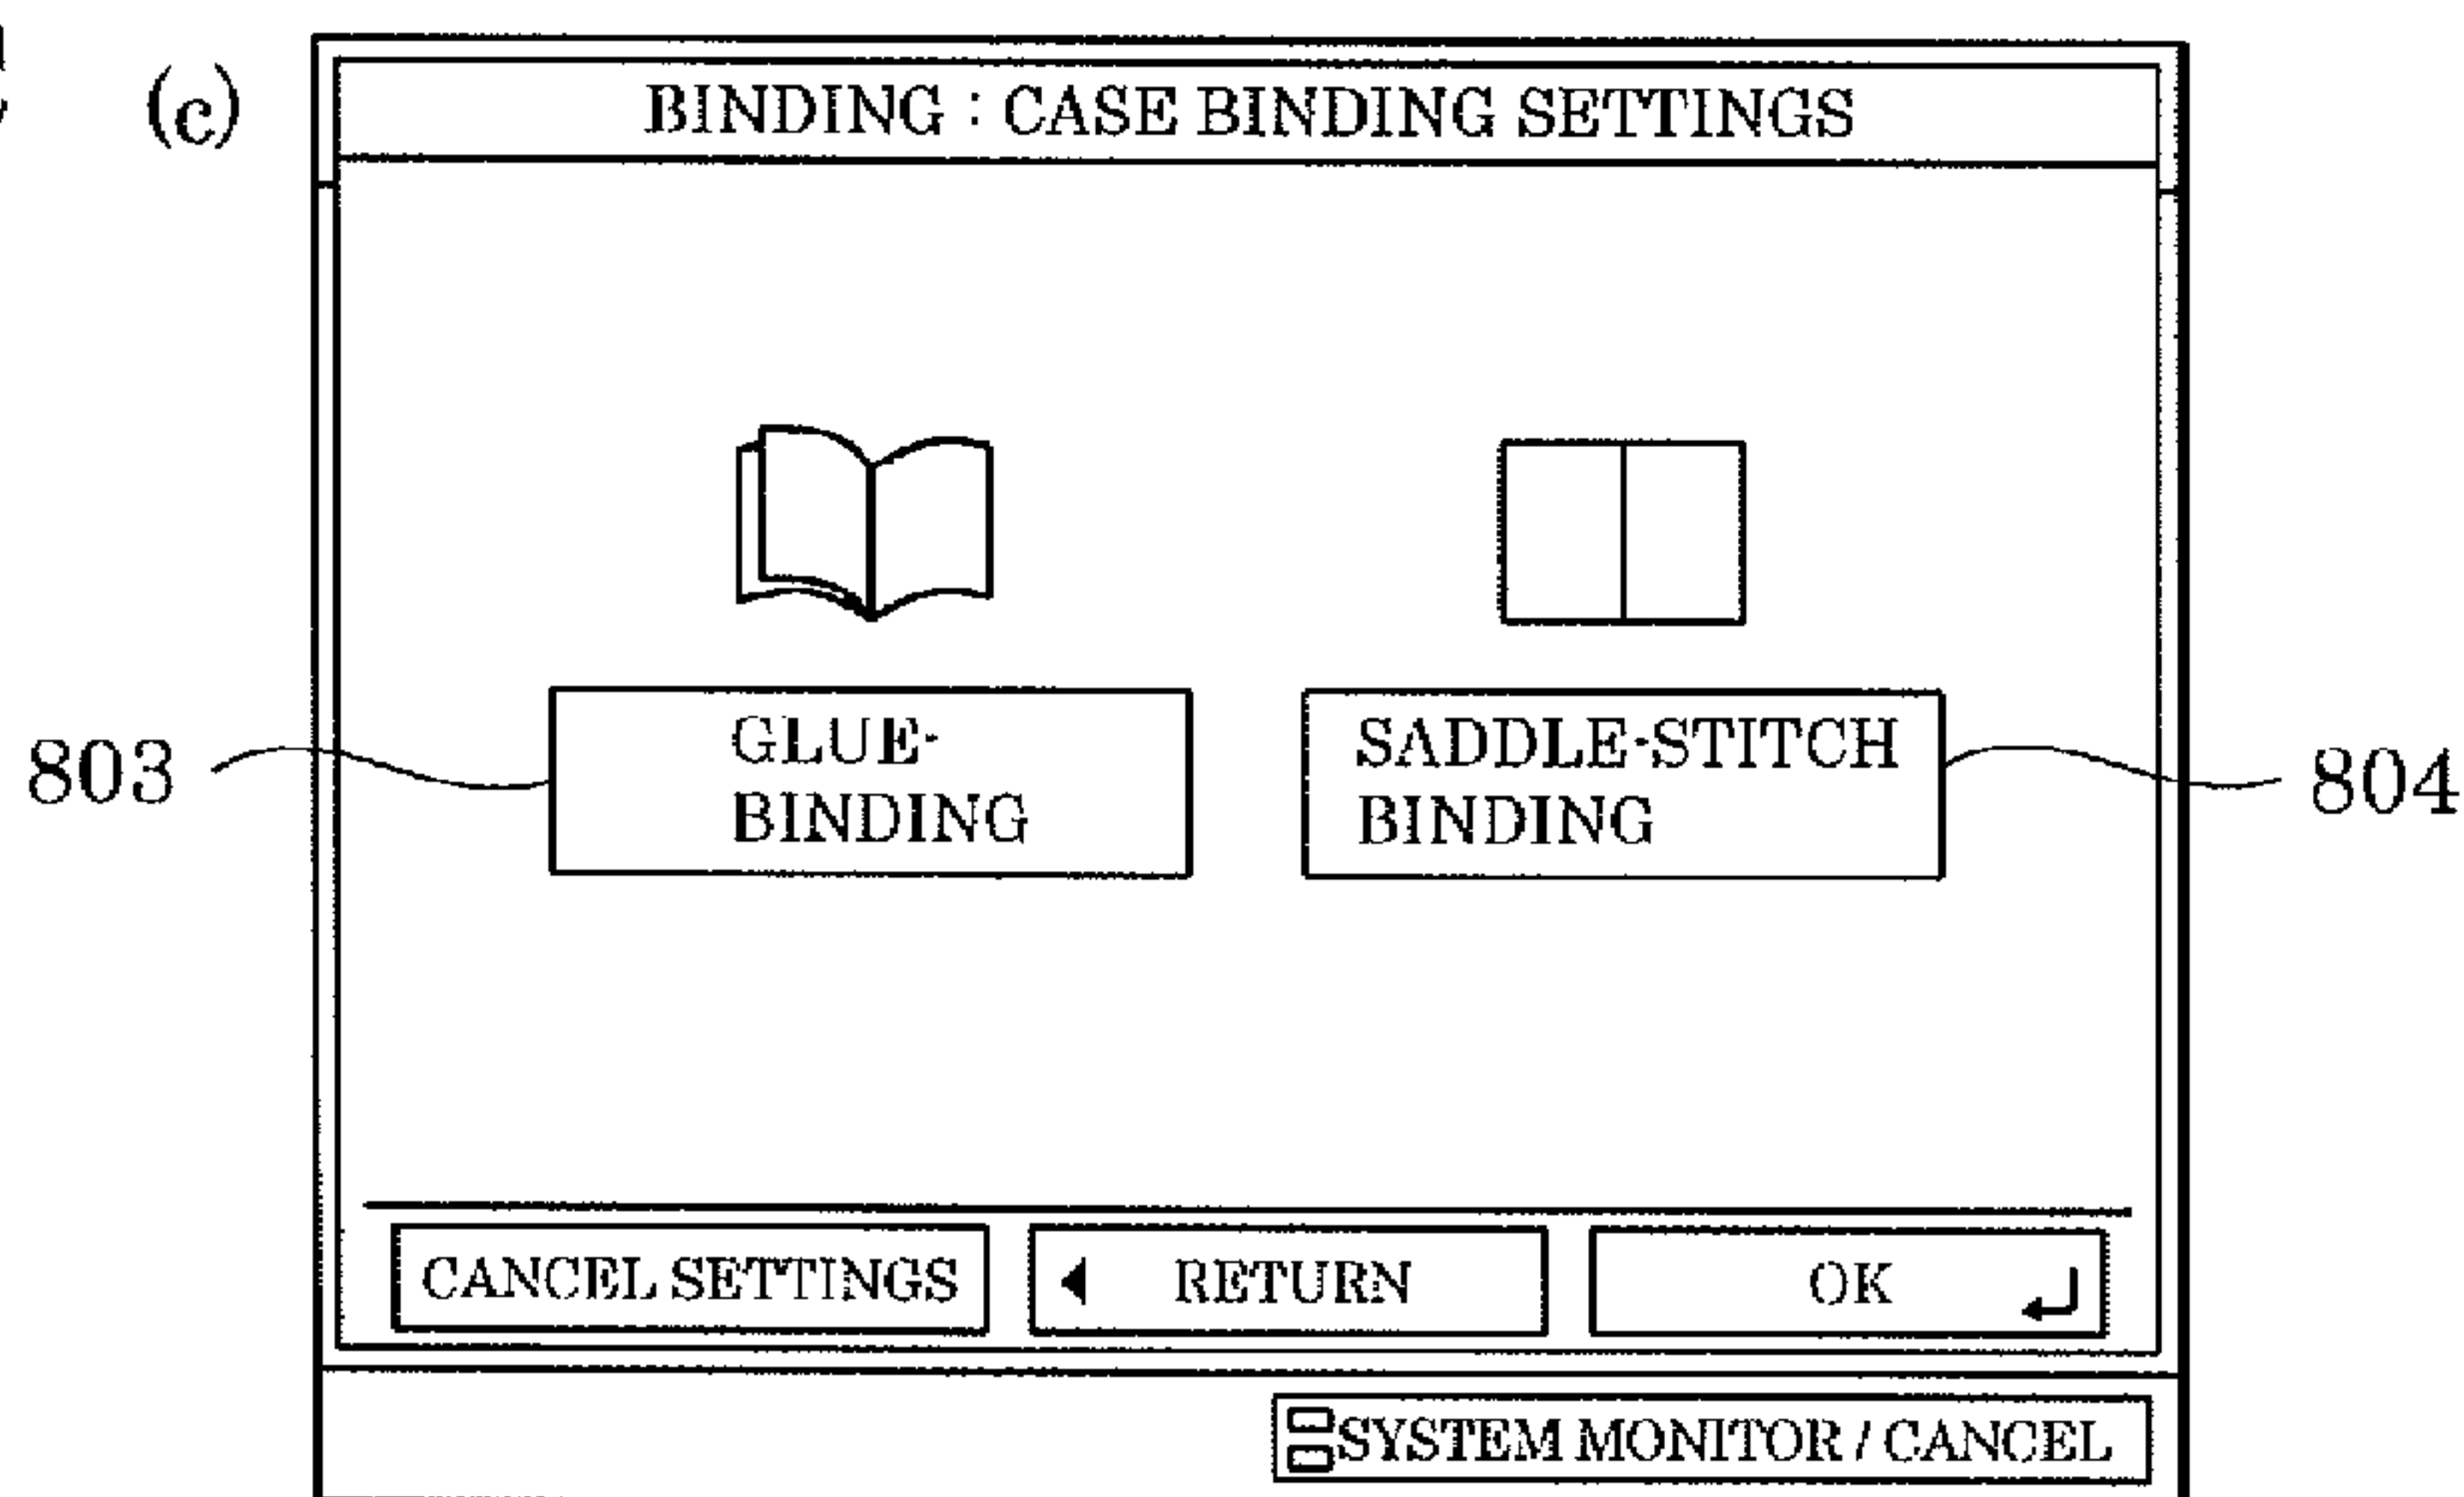 (c)
BINDING : CASE BINDING SETTINGS
803
GLUE-
BINDING
SADDLE-STITCH
BINDING
804
CANCEL SETTINGS
RETURN
OK
SYSTEM MONITOR / CANCEL